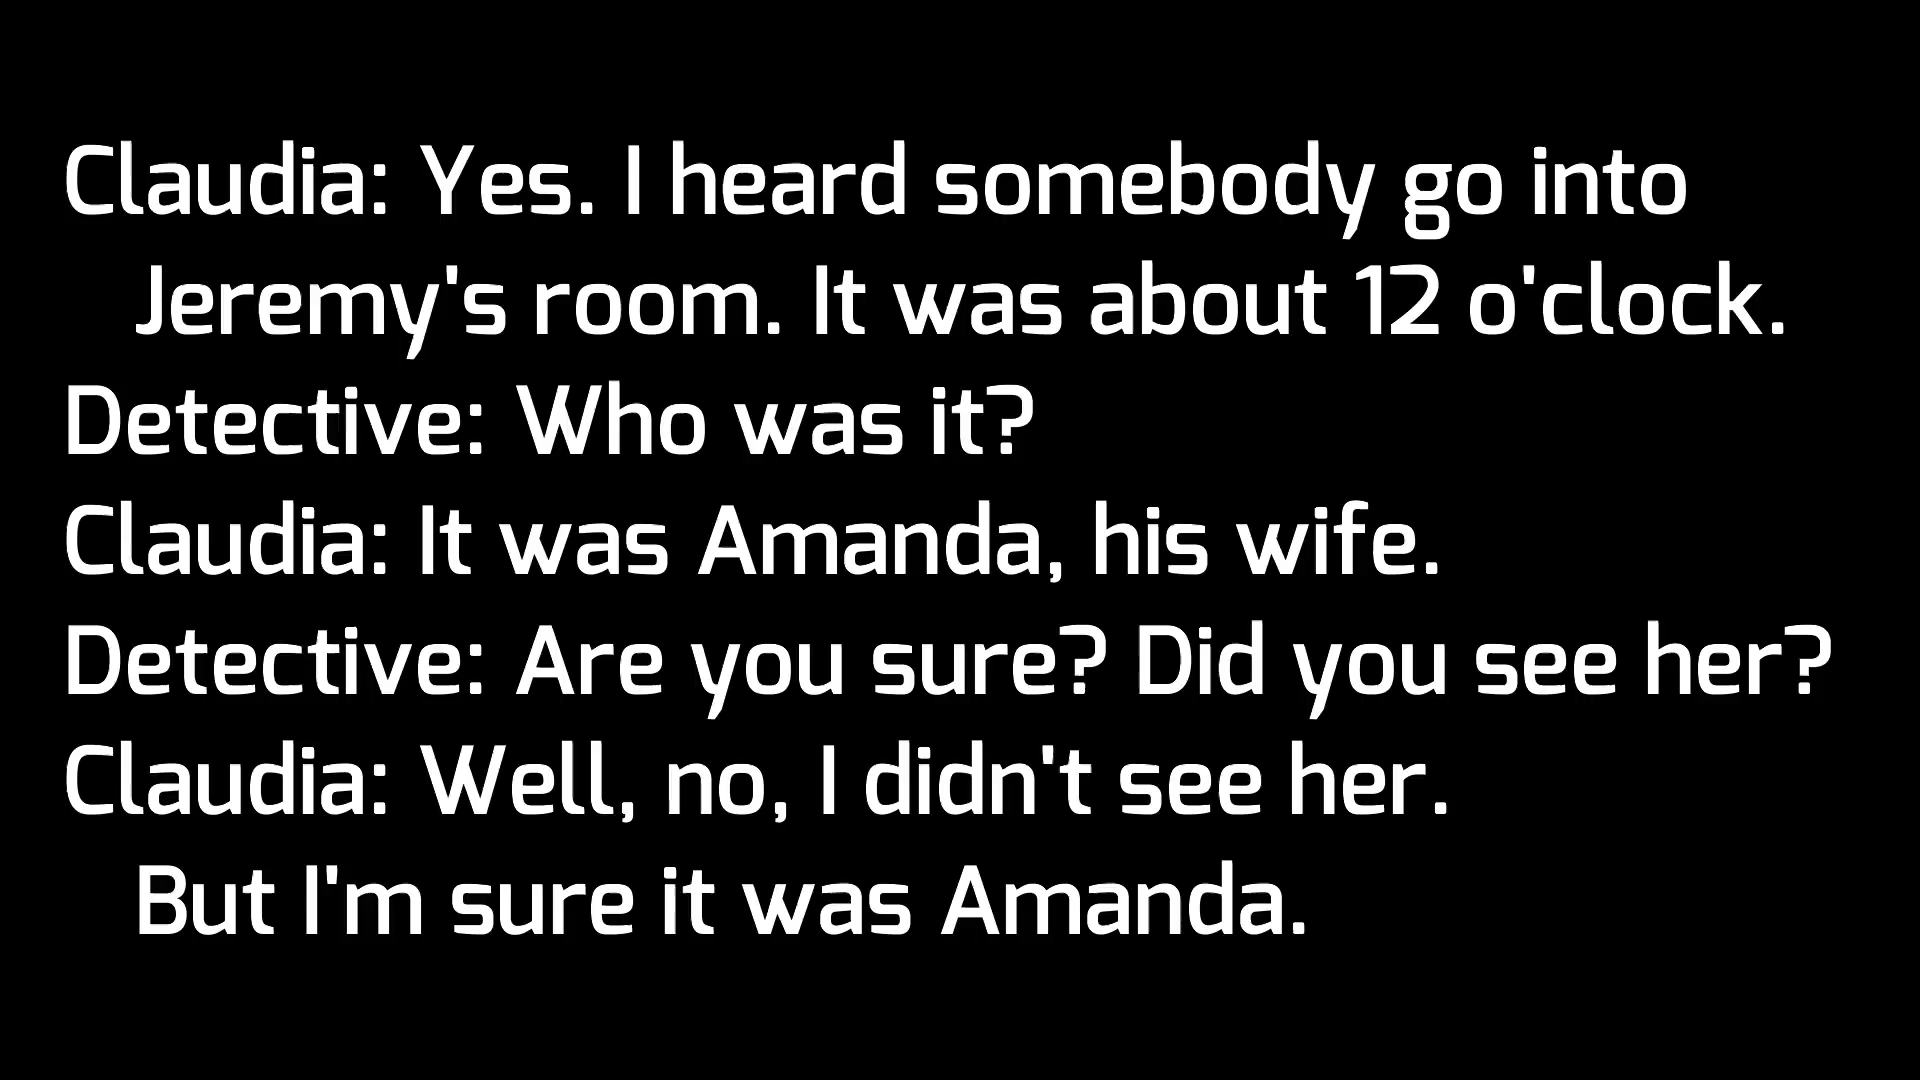 Claudia: Yes. I heard somebody go into
Jeremy's room. It was about 12 o'clock.
Detective: Who was it?
Claudia: It was Amanda, his wife.
Detective: Are you sure? Did you see her?
Claudia: Well, no, I didn't see her.
But I'm sure it was Amanda.